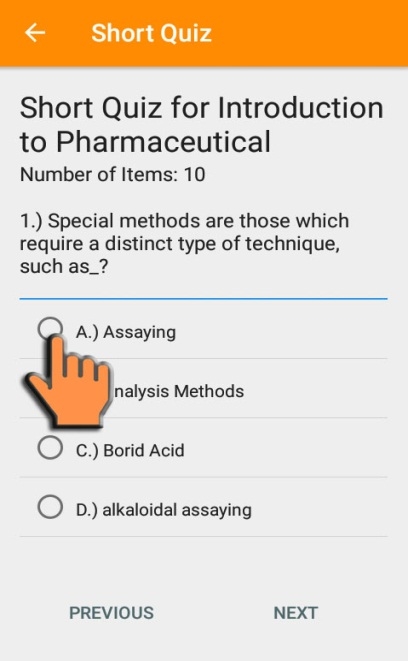 Short Quiz
Short Quiz for Introduction
to Pharmaceutical
Number of Items: 10
1.) Special methods are those which
require a distinct type of technique,
such as_?
A.) Assaying
nalysis Methods
C.) Borid Acid
D.) alkaloidal assaying
PREVIOUS NEXT